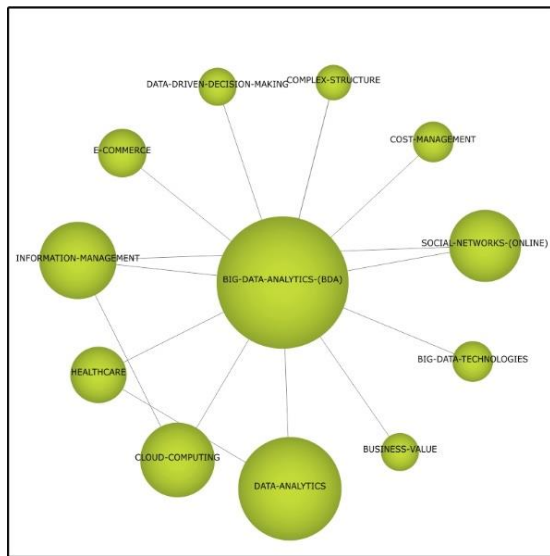 DATA-DRIVEN-DECISION-MAKING
COMPLEX-STRUCTURE
COST-MANAGEMENT
E-COMMERCE
SOCIAL-NETWORKS-(ONLINE)
INFORMATION-MANAGEMENT
BIG-DATA-ANALYTICS-(BDA)
BIG-DATA-TECHNOLOGIES
HEALTHCARE
BUSINESS-VALUE
CLOUD-COMPUTING
DATA-ANALYTICS